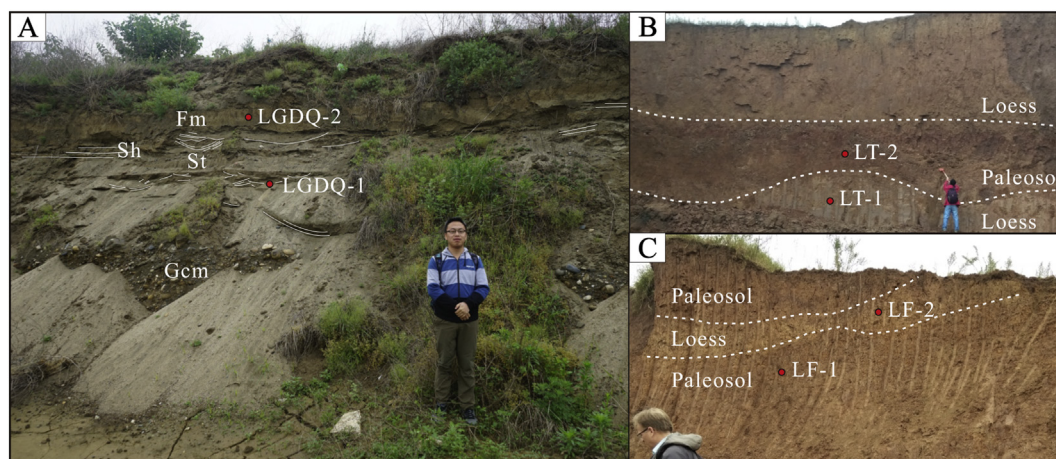 A
Fm
LGDQ-2
Sh
St
LGDQ-1
Gcm
B
Loess
LT-2
Paleosol
LT-1
Loess
C
Paleosol
LF-2
Loess
Paleosol
LF-1